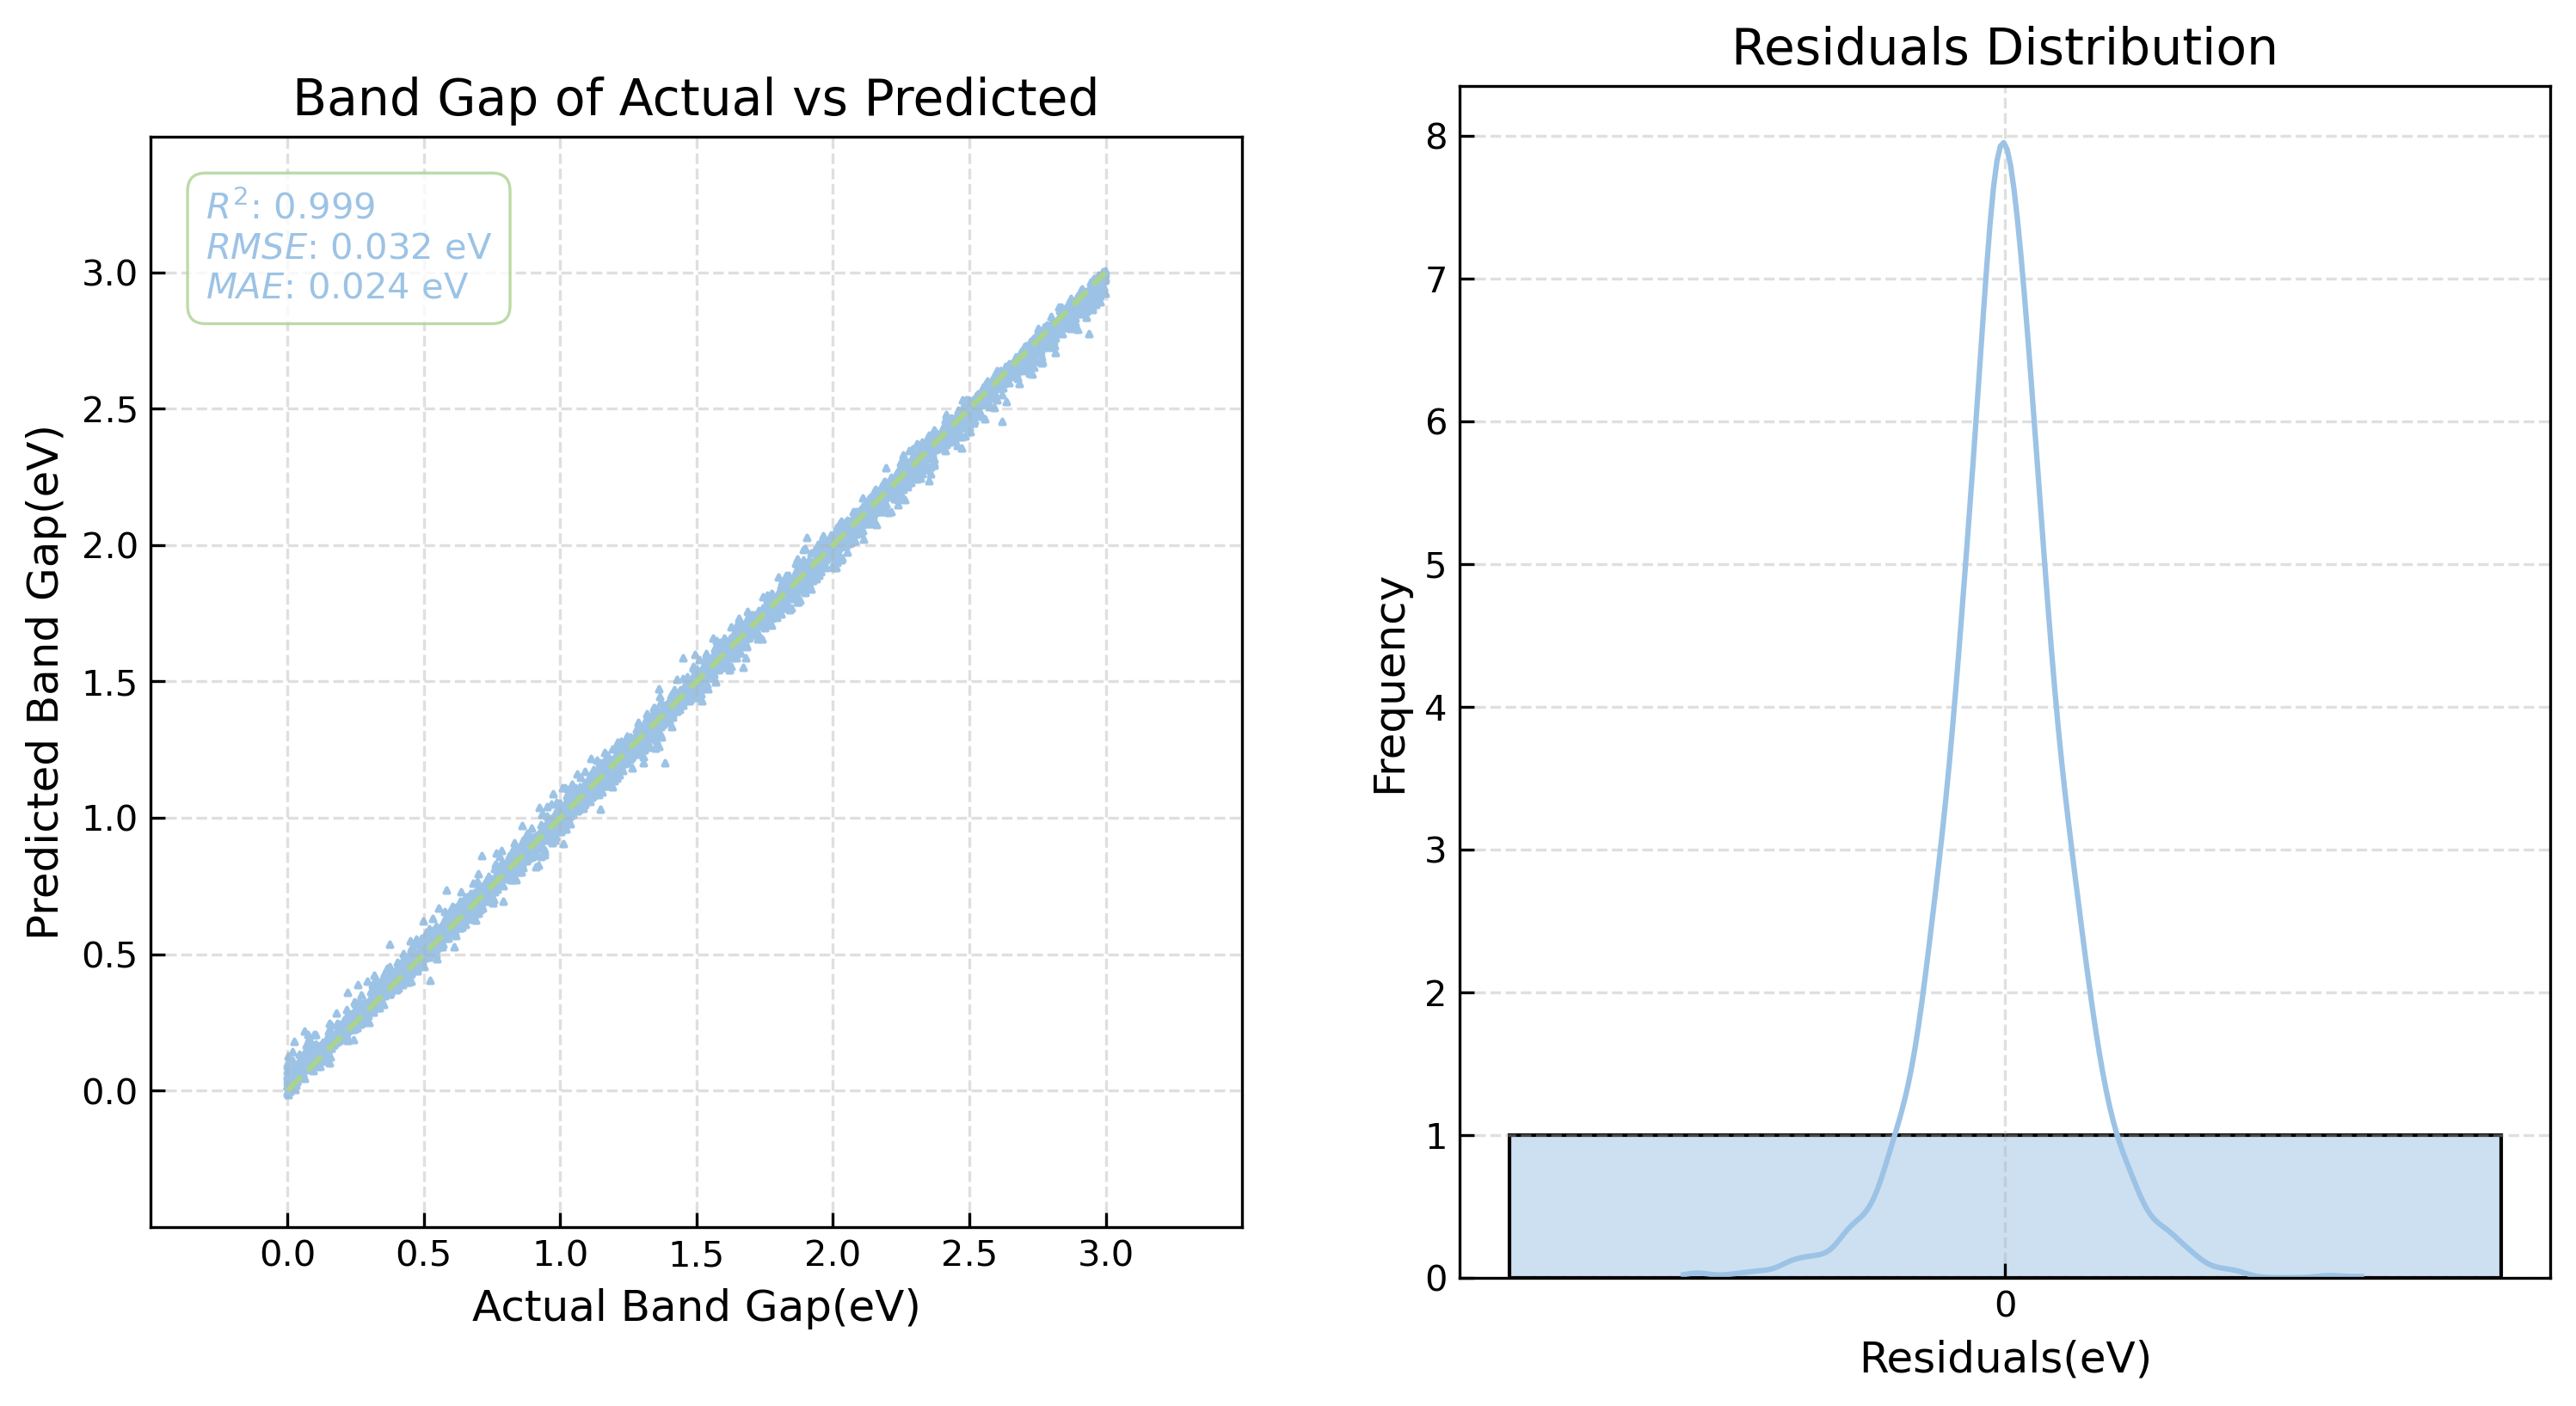 Band Gap of Actual vs Predicted
R²: 0.999
RMSE: 0.032 eV
MAE: 0.024 eV
Predicted Band Gap(eV)
3.0
2.5
2.0
1.5
1.0
0.5
0.0
0.0 0.5 1.0 1.5 2.0 2.5 3.0
Actual Band Gap(eV)
Residuals Distribution
Frequency
8
7
6
5
4
3
2
1
0
0
Residuals(eV)